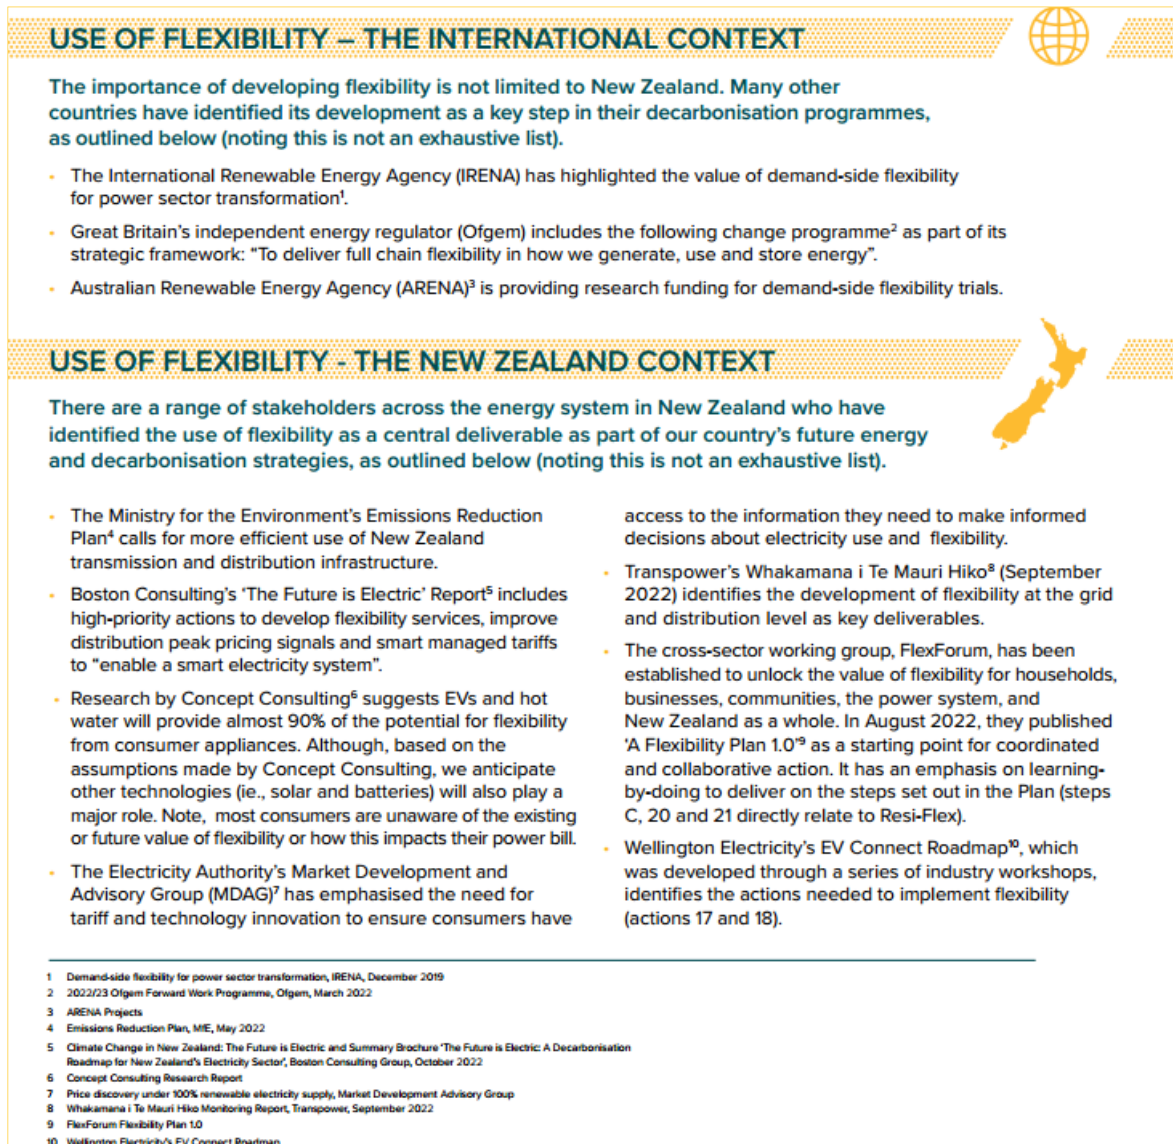 USE OF FLEXIBILITY – THE INTERNATIONAL CONTEXT
The importance of developing flexibility is not limited to New Zealand. Many other
countries have identified its development as a key step in their decarbonisation programmes,
as outlined below (noting this is not an exhaustive list).
• The International Renewable Energy Agency (IRENA) has highlighted the value of demand-side flexibility
for power sector transformation¹.
• Great Britain's independent energy regulator (Ofgem) includes the following change programme² as part of its
strategic framework: "To deliver full chain flexibility in how we generate, use and store energy".
• Australian Renewable Energy Agency (ARENA)³ is providing research funding for demand-side flexibility trials.
USE OF FLEXIBILITY - THE NEW ZEALAND CONTEXT
There are a range of stakeholders across the energy system in New Zealand who have
identified the use of flexibility as a central deliverable as part of our country's future energy
and decarbonisation strategies, as outlined below (noting this is not an exhaustive list).
• The Ministry for the Environment's Emissions Reduction
Plan⁴ calls for more efficient use of New Zealand
transmission and distribution infrastructure.
• Boston Consulting's 'The Future is Electric' Report⁵ includes
high-priority actions to develop flexibility services, improve
distribution peak pricing signals and smart managed tariffs
to "enable a smart electricity system".
• Research by Concept Consulting⁶ suggests EVs and hot
water will provide almost 90% of the potential for flexibility
from consumer appliances. Although, based on the
assumptions made by Concept Consulting, we anticipate
other technologies (ie., solar and batteries) will also play a
major role. Note, most consumers are unaware of the existing
or future value of flexibility or how this impacts their power bill.
• The Electricity Authority's Market Development and
Advisory Group (MDAG)⁷ has emphasised the need for
tariff and technology innovation to ensure consumers have
access to the information they need to make informed
decisions about electricity use and flexibility.
• Transpower's Whakamana i Te Mauri Hiko⁸ (September
2022) identifies the development of flexibility at the grid
and distribution level as key deliverables.
• The cross-sector working group, FlexForum, has been
established to unlock the value of flexibility for households,
businesses, communities, the power system, and
New Zealand as a whole. In August 2022, they published
'A Flexibility Plan 1.0'⁹ as a starting point for coordinated
and collaborative action. It has an emphasis on learning-
by-doing to deliver on the steps set out in the Plan (steps
C, 20 and 21 directly relate to Resi-Flex).
• Wellington Electricity's EV Connect Roadmap¹⁰, which
was developed through a series of industry workshops,
identifies the actions needed to implement flexibility
(actions 17 and 18).
1 Demand-side flexibility for power sector transformation, IRENA, December 2019
2 2022/23 Ofgem Forward Work Programme, Ofgem, March 2022
3 ARENA Projects
4 Emissions Reduction Plan, MfE, May 2022
5 Climate Change in New Zealand: The Future is Electric and Summary Brochure 'The Future is Electric: A Decarbonisation
Roadmap for New Zealand's Electricity Sector', Boston Consulting Group, October 2022
6 Concept Consulting Research Report
7 Price discovery under 100% renewable electricity supply, Market Development Advisory Group
8 Whakamana i Te Mauri Hiko Monitoring Report, Transpower, September 2022
9 FlexForum Flexibility Plan 1.0
10 Wellington Electricity's EV Connect Roadmap